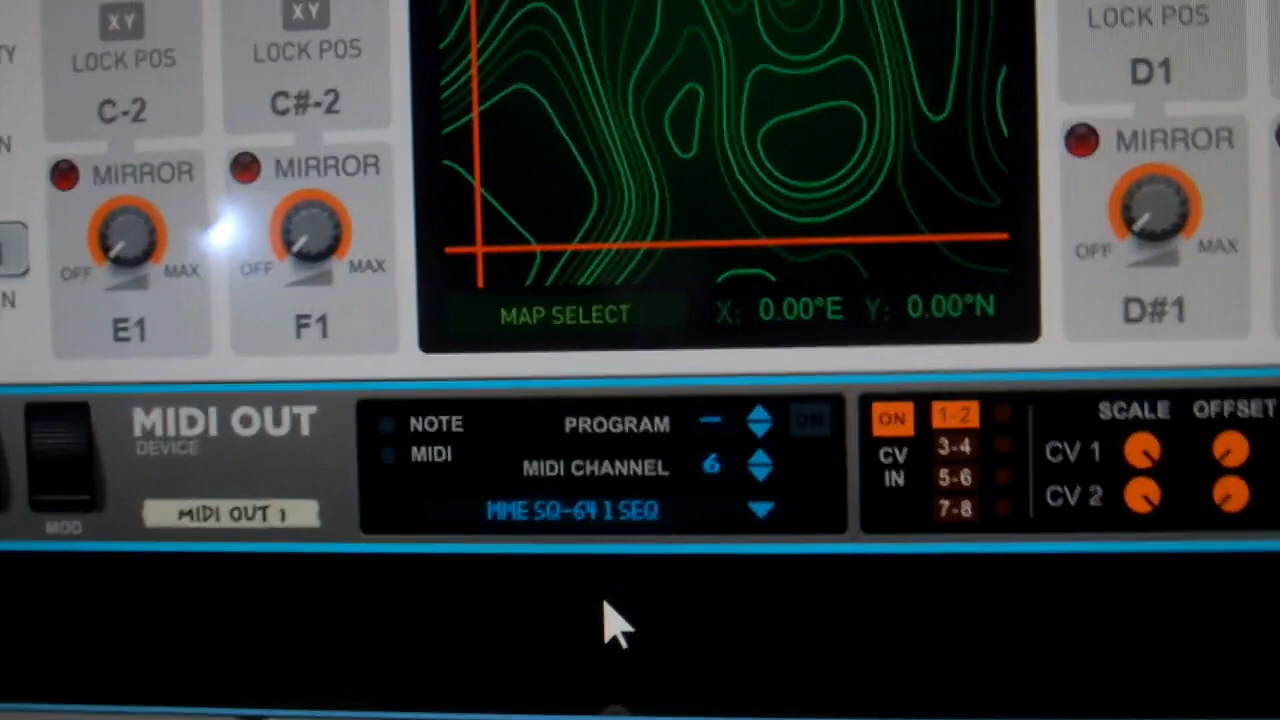 XY
LOCK POS
C-2
MIRROR
OFF
MAX
E1
XY
LOCK POS
C#-2
MIRROR
OFF
MAX
F1
MAP SELECT
X: 0.00°E Y: 0.00°N
LOCK POS
D1
MIRROR
OFF
MAX
D#1
MIDI OUT
DEVICE
MIDI OUT 1
MOD
NOTE
MIDI
PROGRAM –
ON
MIDI CHANNEL 6
MME SQ-64 1 SEQ
ON
CV
IN
1-2
3-4
5-6
7-8
SCALE OFFSET
CV 1
CV 2